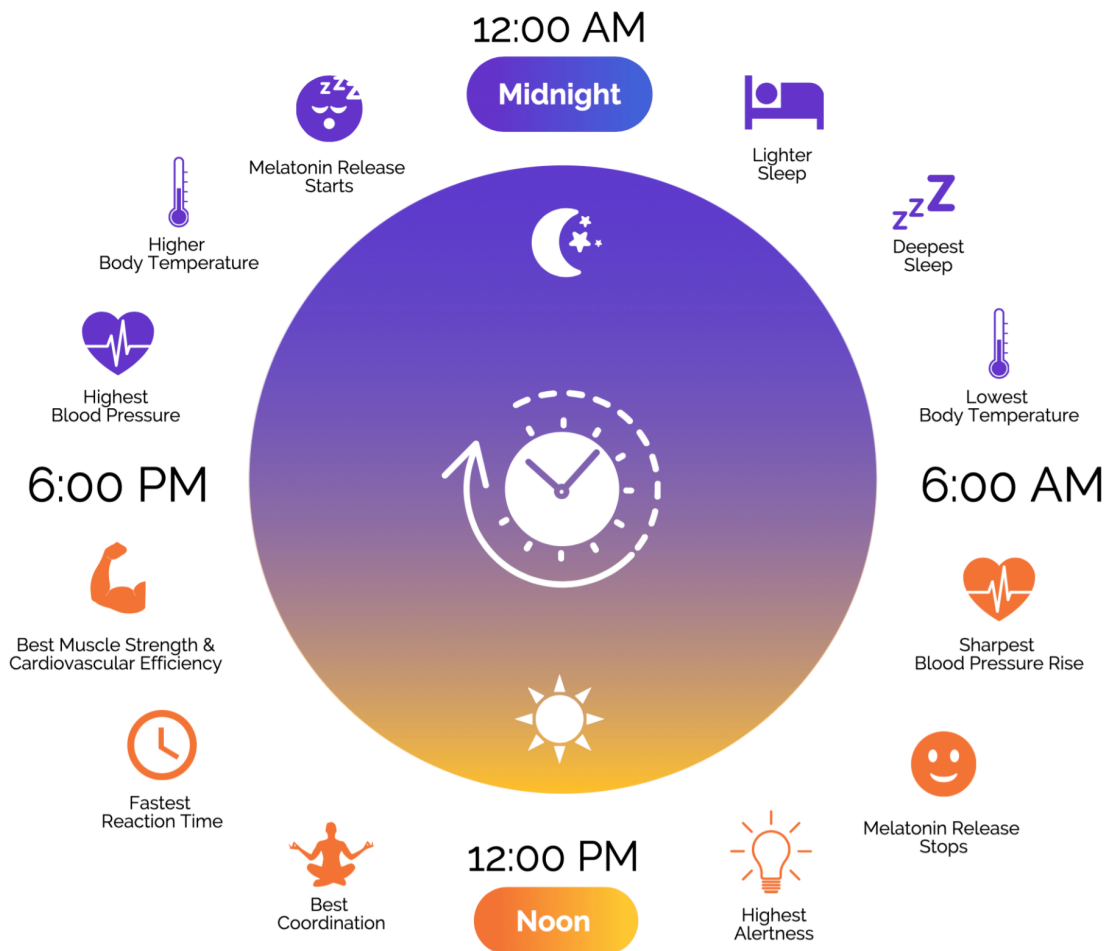 12:00 AM
Midnight
zzz
Melatonin Release
Starts
Lighter
Sleep
Higher
Body Temperature
zzZ
Deepest
Sleep
Highest
Blood Pressure
Lowest
Body Temperature
6:00 PM
6:00 AM
Best Muscle Strength &
Cardiovascular Efficiency
Sharpest
Blood Pressure Rise
Fastest
Reaction Time
Melatonin Release
Stops
Best
Coordination
12:00 PM
Noon
Highest
Alertness